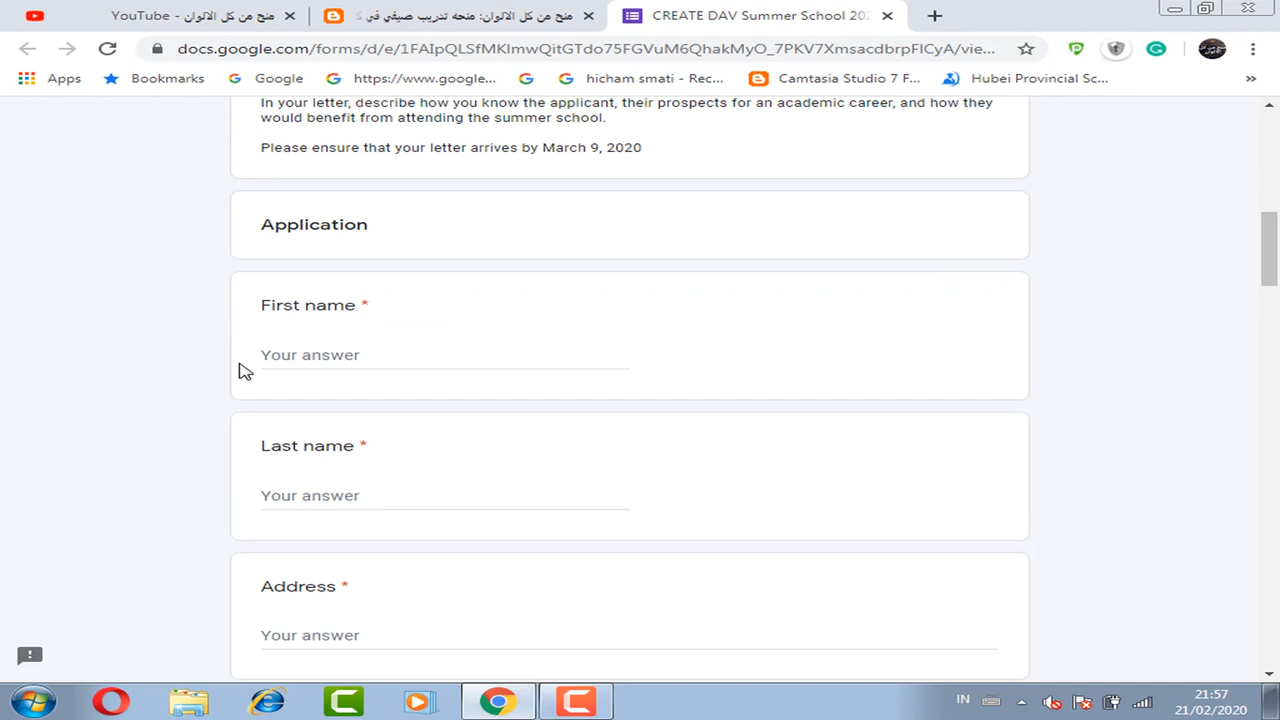 YouTube - منح من كل الالوان
منح من كل الالوان: منحه تدريب صيفي في
CREATE DAV Summer School 202
docs.google.com/forms/d/e/1FAIpQLSfMKlmwQitGTdo75FGVuM6QhakMyO_7PKV7XmsacdbrpFICyA/vie...
Apps Bookmarks Google https://www.google... hicham smati - Rec... Camtasia Studio 7 F... Hubei Provincial Sc... »
In your letter, describe how you know the applicant, their prospects for an academic career, and how they
would benefit from attending the summer school.
Please ensure that your letter arrives by March 9, 2020
Application
First name *
Your answer
Last name *
Your answer
Address *
Your answer
IN
21:57
21/02/2020